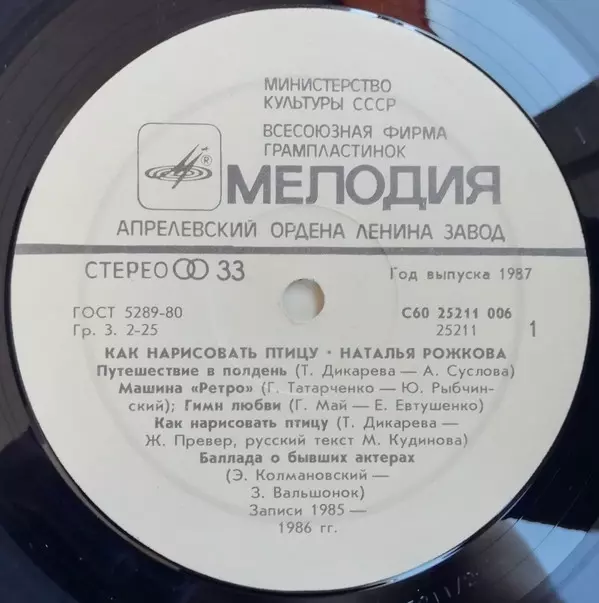 МИНИСТЕРСТВО
КУЛЬТУРЫ СССР
ВСЕСОЮЗНАЯ ФИРМА
ГРАМПЛАСТИНОК
®
МЕЛОДИЯ
АПРЕЛЕВСКИЙ ОРДЕНА ЛЕНИНА ЗАВОД
СТЕРЕО 33
Год выпуска 1987
ГОСТ 5289-80
С60 25211 006
Гр. 3. 2-25
25211
1
КАК НАРИСОВАТЬ ПТИЦУ · НАТАЛЬЯ РОЖКОВА
Путешествие в полдень (Т. Дикарева — А. Суслова)
Машина «Ретро» (Г. Татарченко — Ю. Рыбчин-
ский); Гимн любви (Г. Май — Е. Евтушенко)
Как нарисовать птицу (Т. Дикарева —
Ж. Превер, русский текст М. Кудинова)
Баллада о бывших актерах
(Э. Колмановский —
З. Вальшонок)
Записи 1985 —
1986 гг.